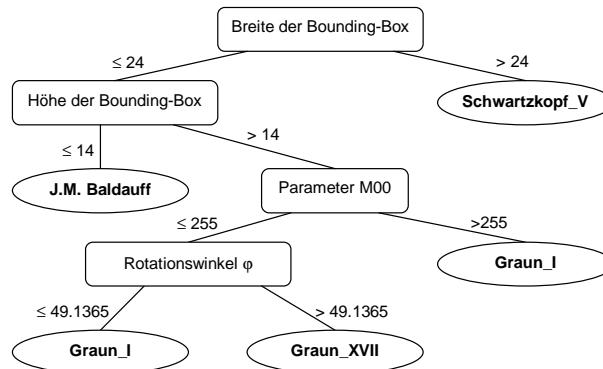 Breite der Bounding-Box
≤ 24
> 24
Höhe der Bounding-Box
Schwartzkopf_V
≤ 14
> 14
J.M. Baldauff
Parameter M00
≤ 255
>255
Rotationswinkel φ
Graun_I
≤ 49.1365
> 49.1365
Graun_I
Graun_XVII